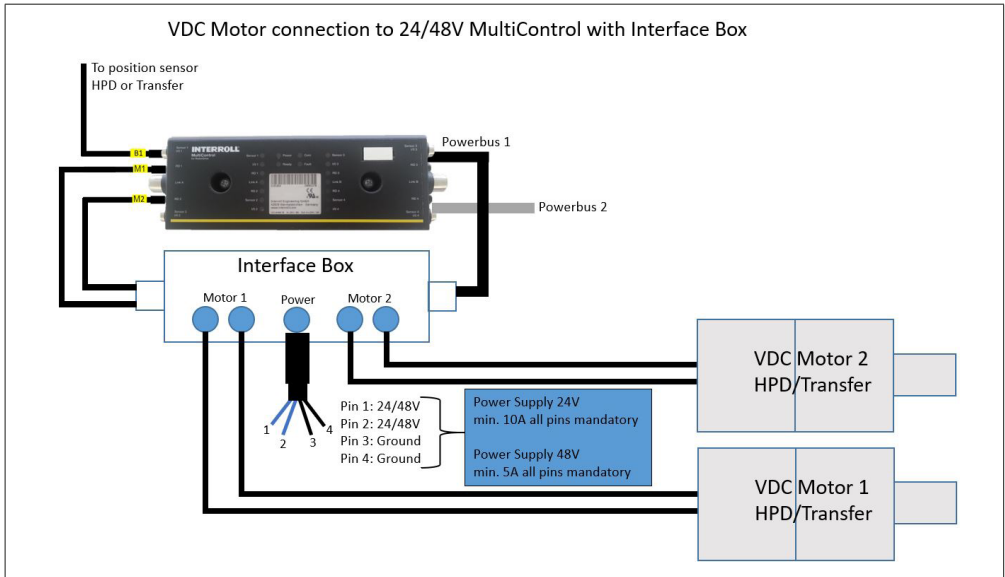 VDC Motor connection to 24/48V MultiControl with Interface Box
To position sensor
HPD or Transfer
B1
M1
M2
INTERROLL
MultiControl
Powerbus 1
Powerbus 2
Interface Box
Motor 1
Power
Motor 2
1
2
3
4
Pin 1: 24/48V
Pin 2: 24/48V
Pin 3: Ground
Pin 4: Ground
Power Supply 24V
min. 10A all pins mandatory
Power Supply 48V
min. 5A all pins mandatory
VDC Motor 2
HPD/Transfer
VDC Motor 1
HPD/Transfer